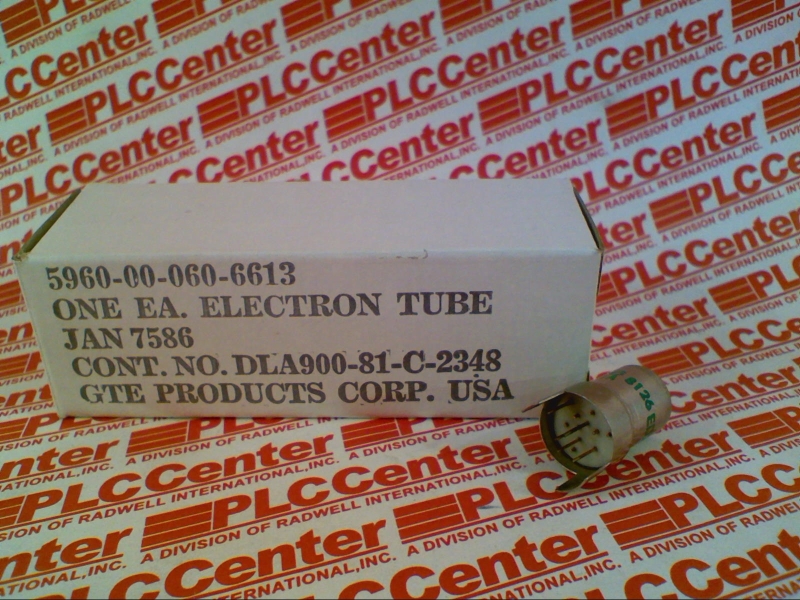 5960-00-060-6613
ONE EA. ELECTRON TUBE
JAN 7586
CONT. NO. DLA900-81-C-2348
GTE PRODUCTS CORP. USA
8126
PLCCenter
A DIVISION OF RADWELL INTERNATIONAL, INC.